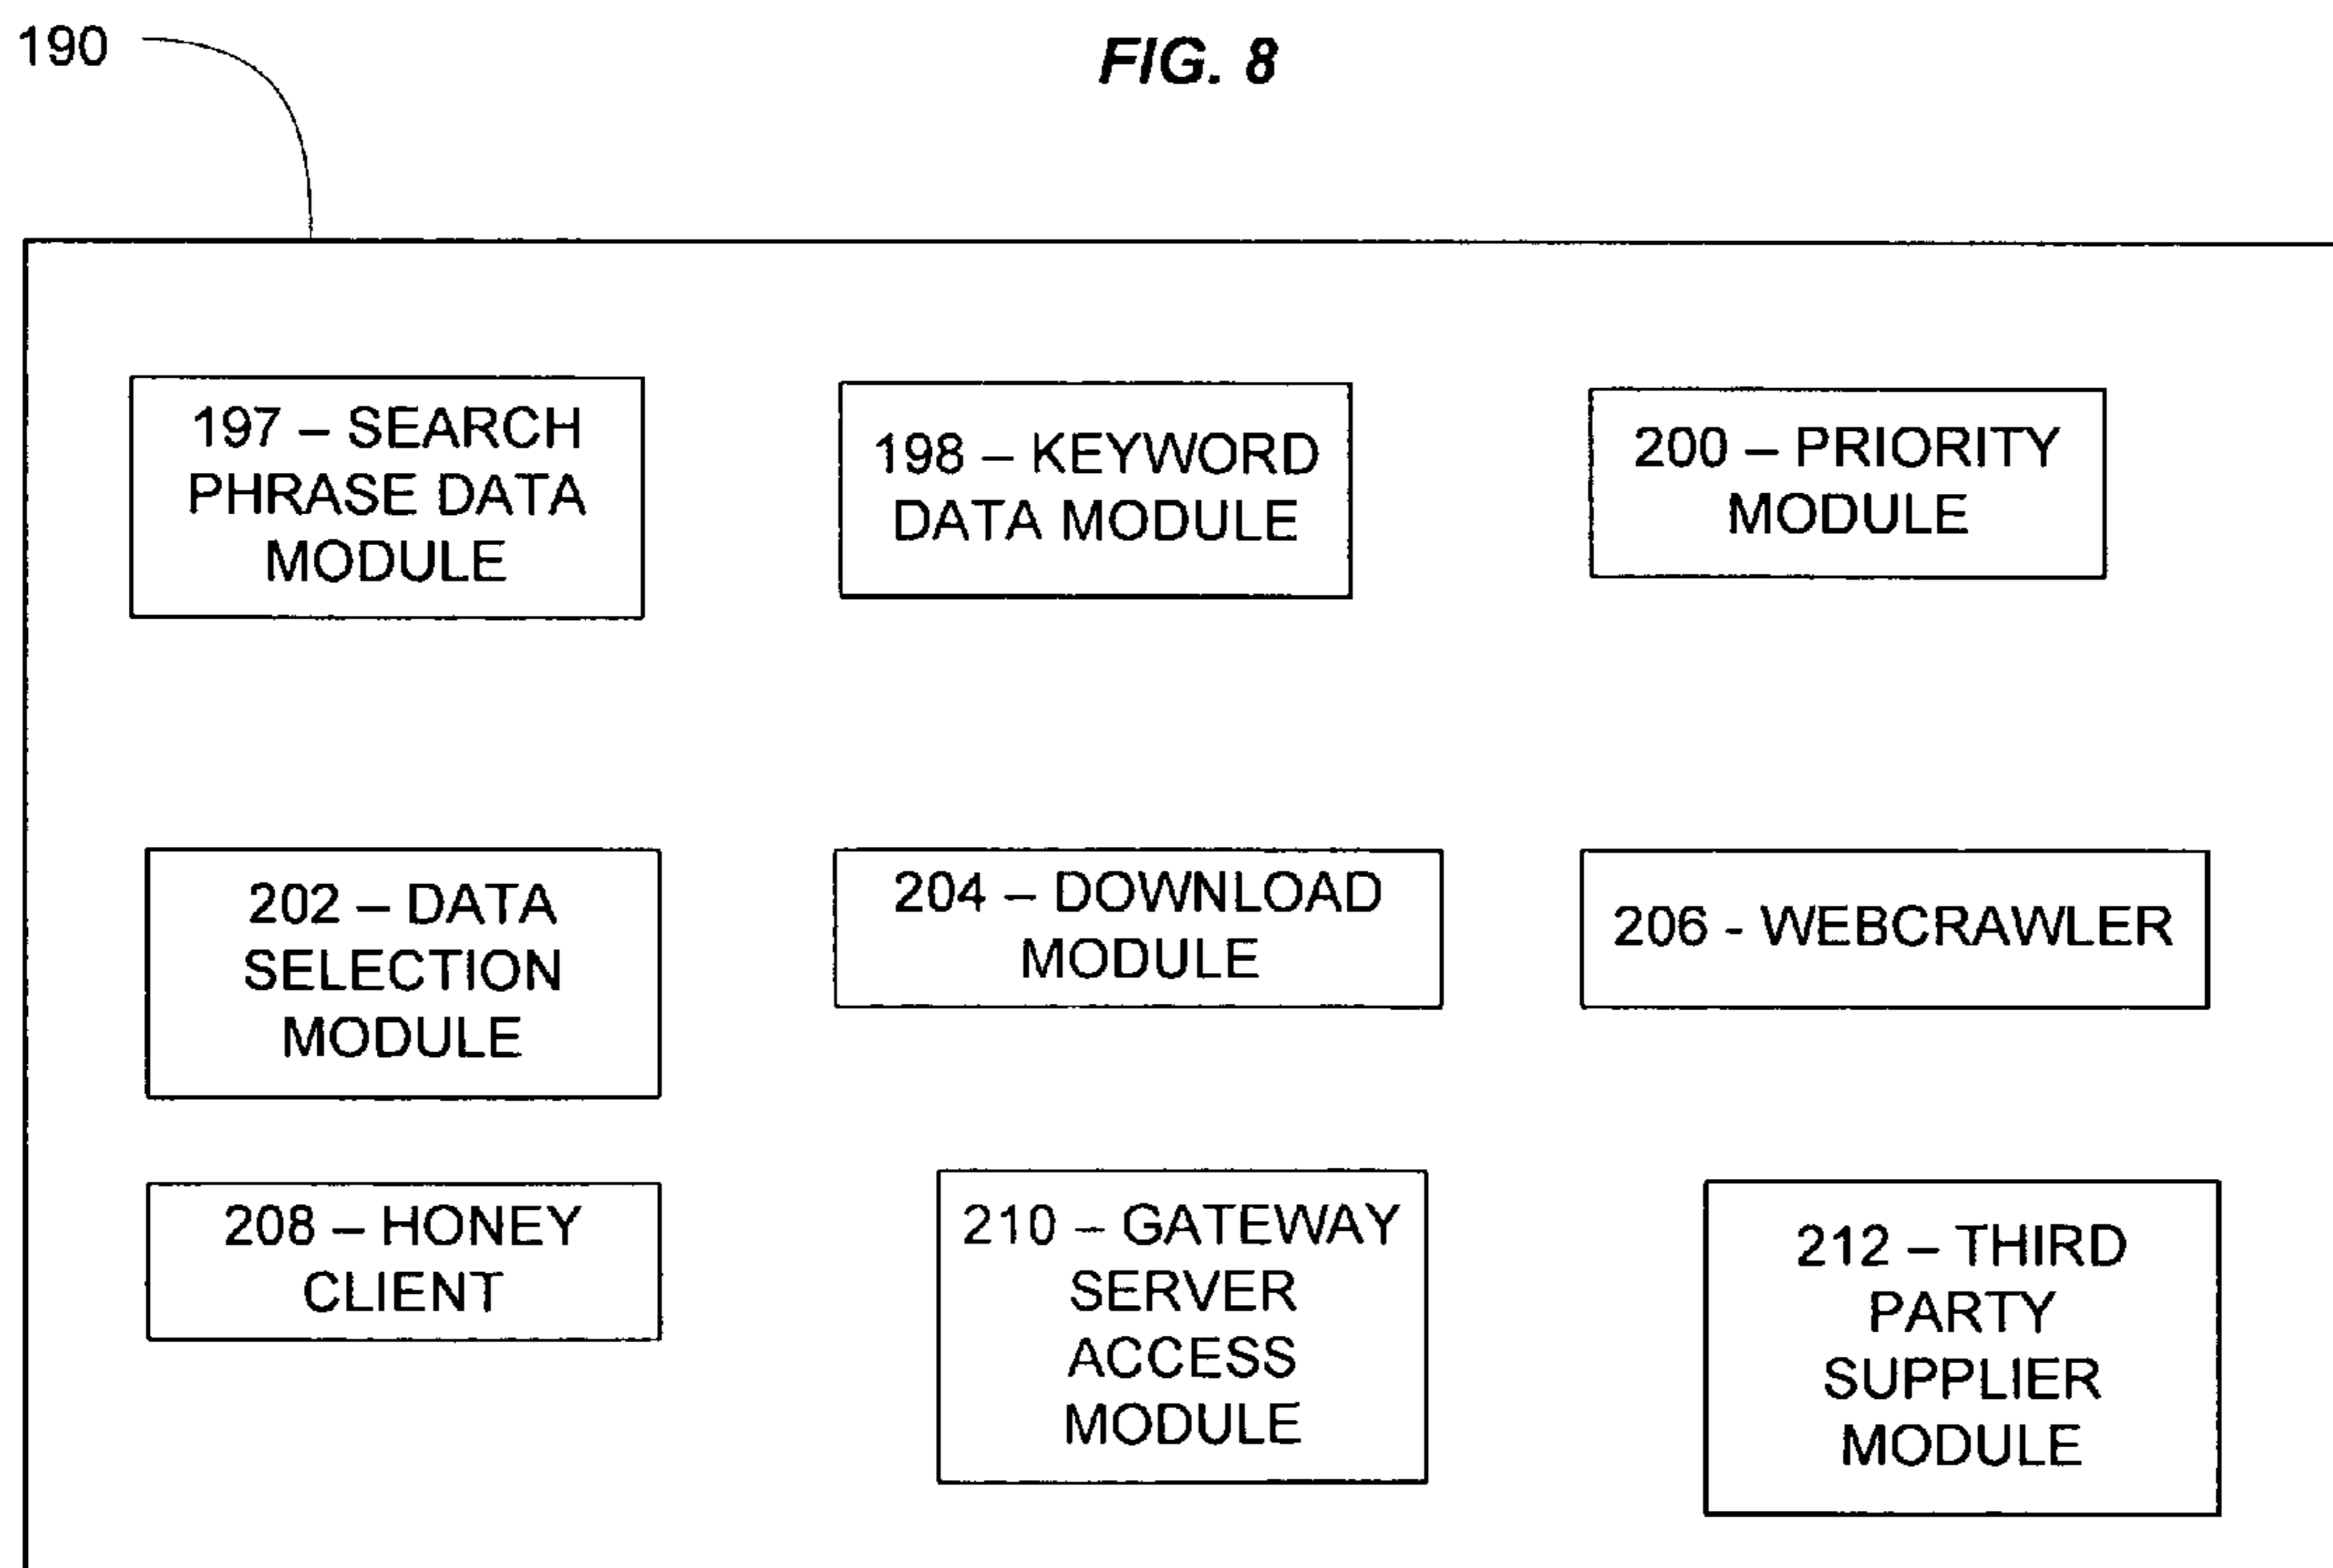 190
FIG. 8
197 – SEARCH
PHRASE DATA
MODULE
198 – KEYWORD
DATA MODULE
200 – PRIORITY
MODULE
202 – DATA
SELECTION
MODULE
204 – DOWNLOAD
MODULE
206 - WEBCRAWLER
208 – HONEY
CLIENT
210 – GATEWAY
SERVER
ACCESS
MODULE
212 – THIRD
PARTY
SUPPLIER
MODULE